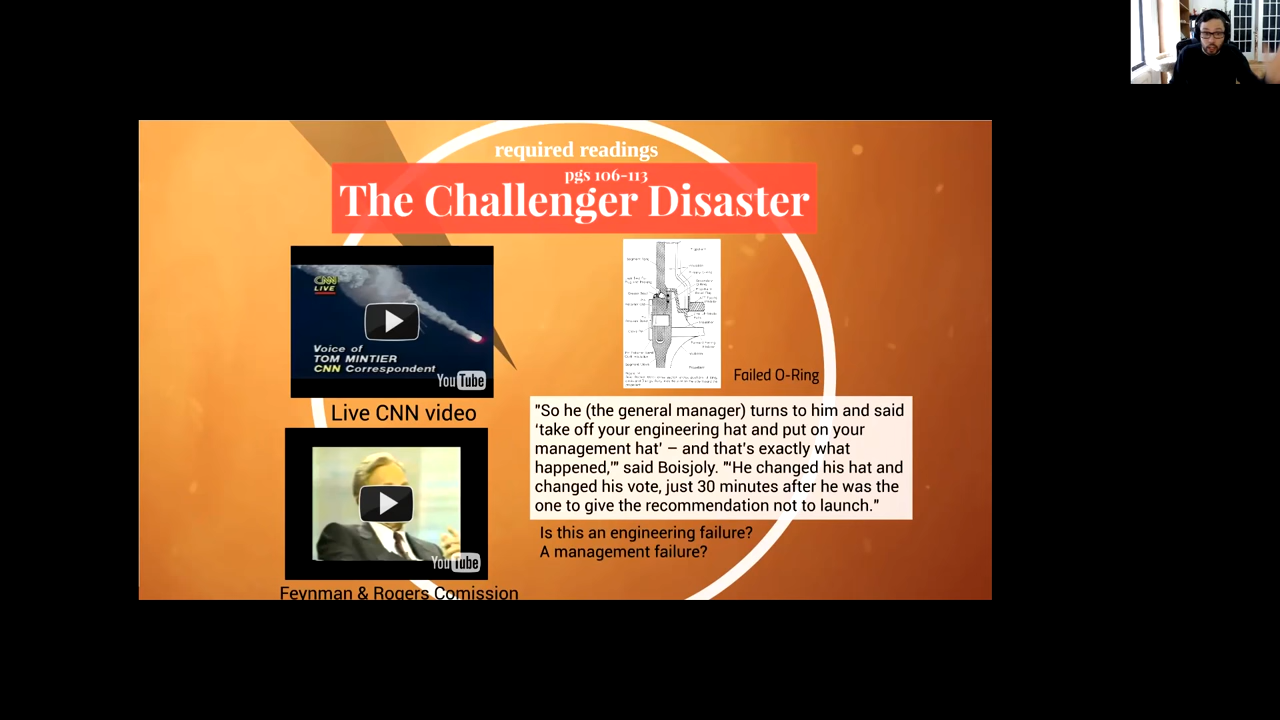 required readings
pgs 106-113
The Challenger Disaster
CNN
LIVE
Voice of
TOM MINTIER
CNN Correspondent
YouTube
Live CNN video
YouTube
Feynman & Rogers Comission
Failed O-Ring
"So he (the general manager) turns to him and said
‘take off your engineering hat and put on your
management hat’ – and that's exactly what
happened,'" said Boisjoly. "'He changed his hat and
changed his vote, just 30 minutes after he was the
one to give the recommendation not to launch."
Is this an engineering failure?
A management failure?